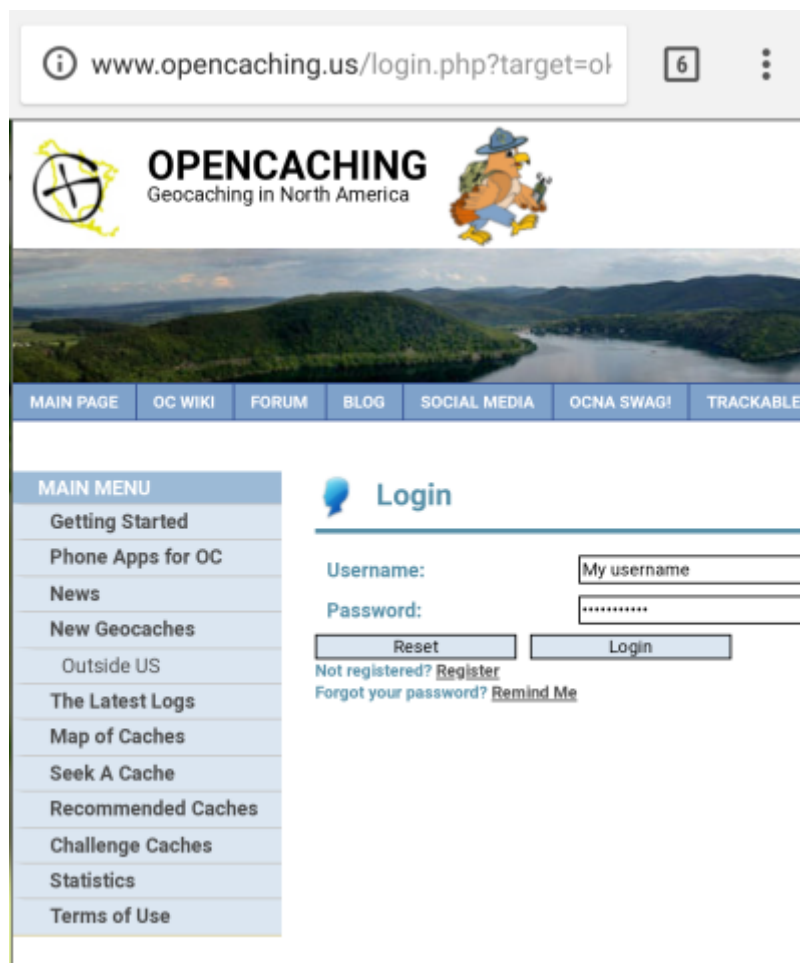 www.opencaching.us/login.php?target=ok
6
OPENCACHING
Geocaching in North America
MAIN PAGE OC WIKI FORUM BLOG SOCIAL MEDIA OCNA SWAG! TRACKABLE
MAIN MENU
Getting Started
Phone Apps for OC
News
New Geocaches
Outside US
The Latest Logs
Map of Caches
Seek A Cache
Recommended Caches
Challenge Caches
Statistics
Terms of Use
Login
Username: My username
Password: ···········
Reset Login
Not registered? Register
Forgot your password? Remind Me